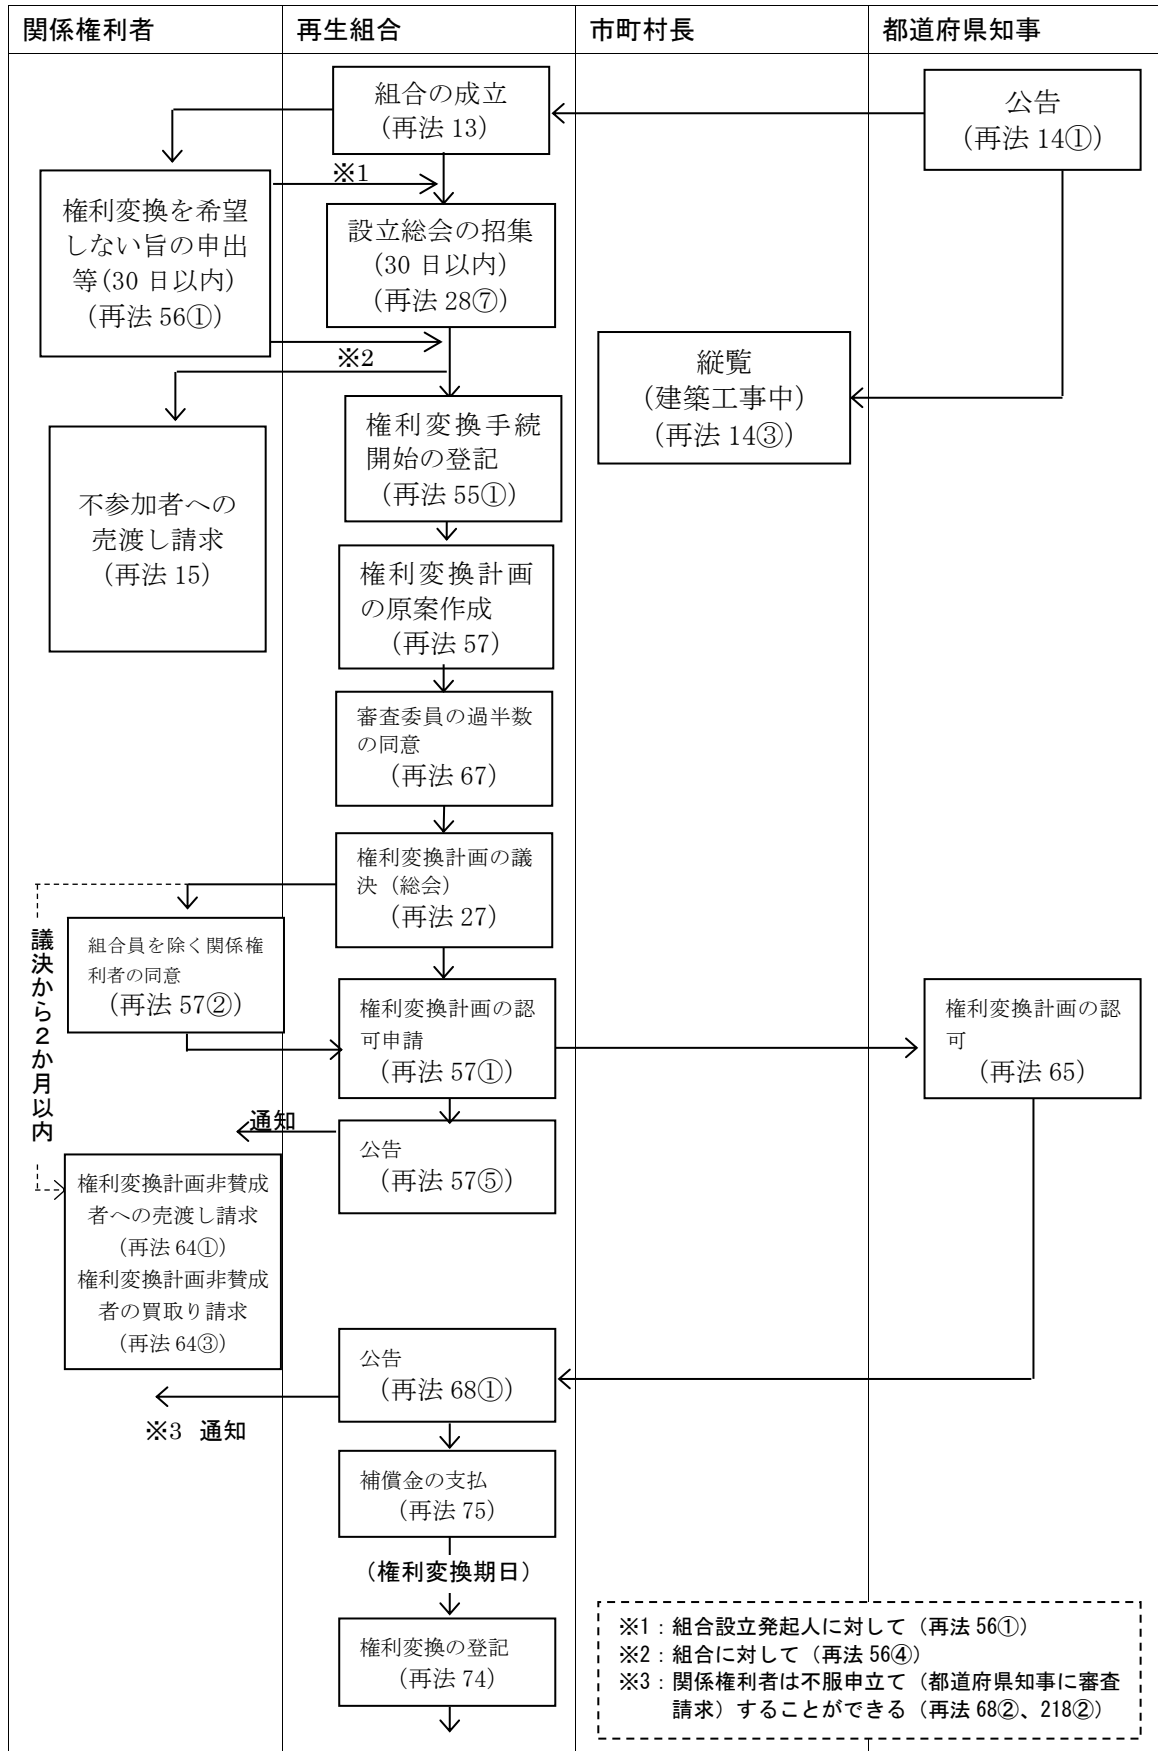 関係権利者
再生組合
市町村長
都道府県知事
組合の成立
(再法 13)
公告
(再法 14①)
※1
権利変換を希望
しない旨の申出
等(30 日以内)
(再法 56①)
設立総会の招集
(30 日以内)
(再法 28⑦)
※2
縦覧
(建築工事中)
(再法 14③)
権利変換手続
開始の登記
(再法 55①)
不参加者への
売渡し請求
(再法 15)
権利変換計画
の原案作成
(再法 57)
審査委員の過半数
の同意
(再法 67)
権利変換計画の議
決（総会）
(再法 27)
議決から２か月以内
組合員を除く関係権
利者の同意
(再法 57②)
権利変換計画の認
可申請
(再法 57①)
権利変換計画の認
可
(再法 65)
通知
公告
(再法 57⑤)
権利変換計画非賛成
者への売渡し請求
(再法 64①)
権利変換計画非賛成
者の買取り請求
(再法 64③)
公告
(再法 68①)
※3 通知
補償金の支払
(再法 75)
(権利変換期日)
権利変換の登記
(再法 74)
※1：組合設立発起人に対して（再法 56①）
※2：組合に対して（再法 56④）
※3：関係権利者は不服申立て（都道府県知事に審査
請求）することができる（再法 68②、218②）